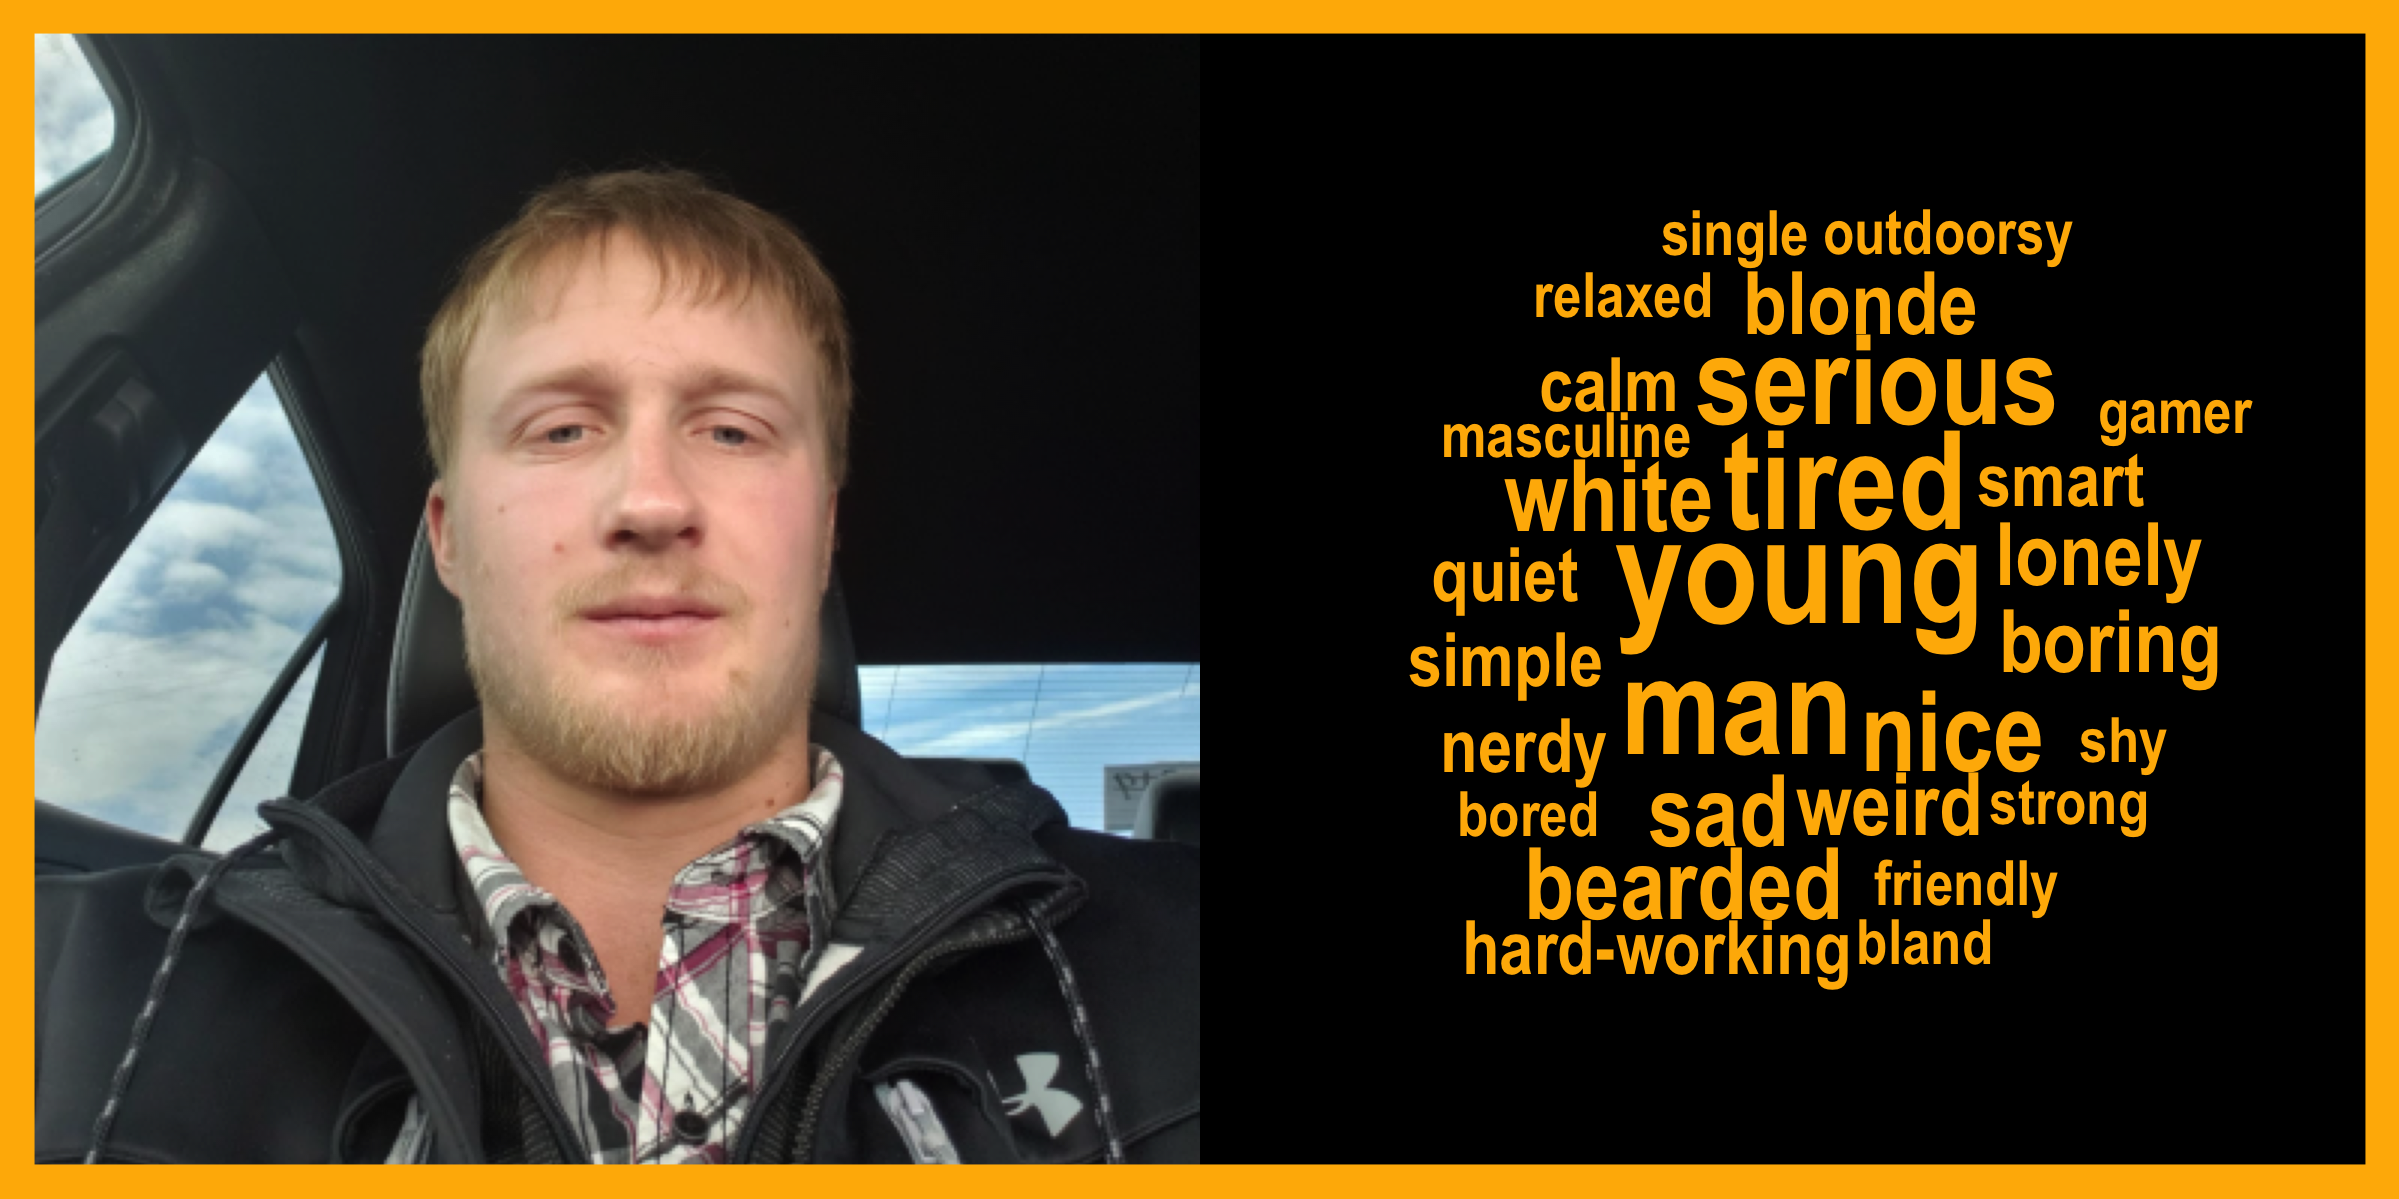 single outdoorsy
relaxed blonde
calm serious gamer
masculine
white tired smart
quiet young lonely
simple boring
man
nerdy nice shy
bored sad weird strong
bearded friendly
hard-working bland